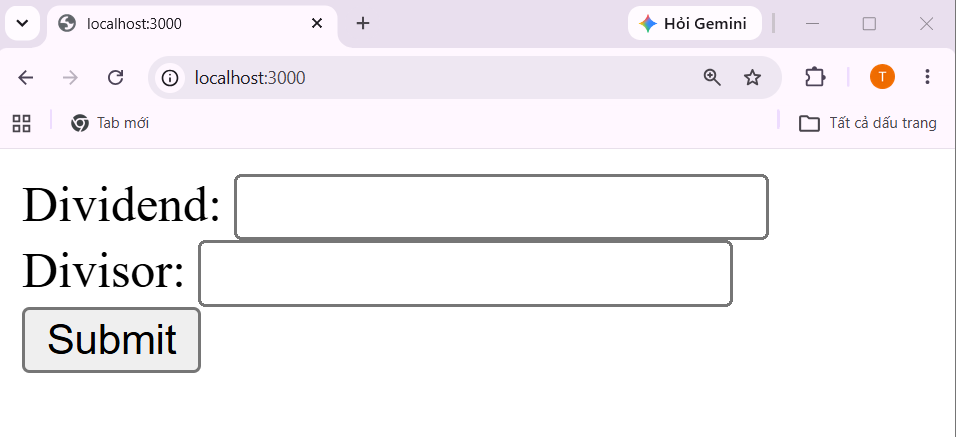 localhost:3000 Hỏi Gemini
localhost:3000 T
Tab mới Tất cả dấu trang
Dividend:
Divisor:
Submit